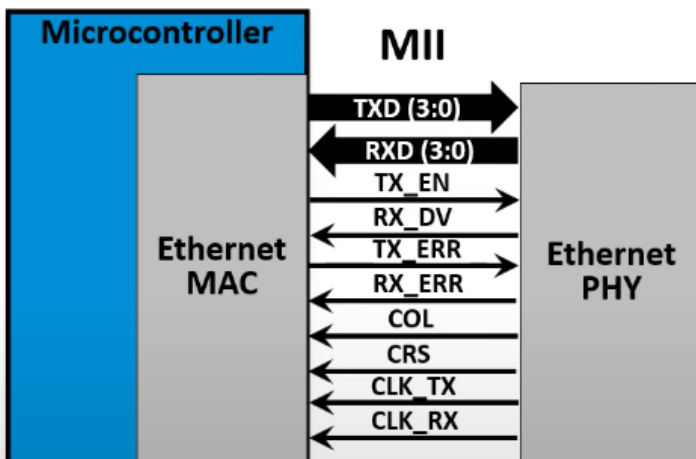 Microcontroller
MII
TXD (3:0)
RXD (3:0)
TX_EN
RX_DV
TX_ERR
RX_ERR
COL
CRS
CLK_TX
CLK_RX
Ethernet
MAC
Ethernet
PHY